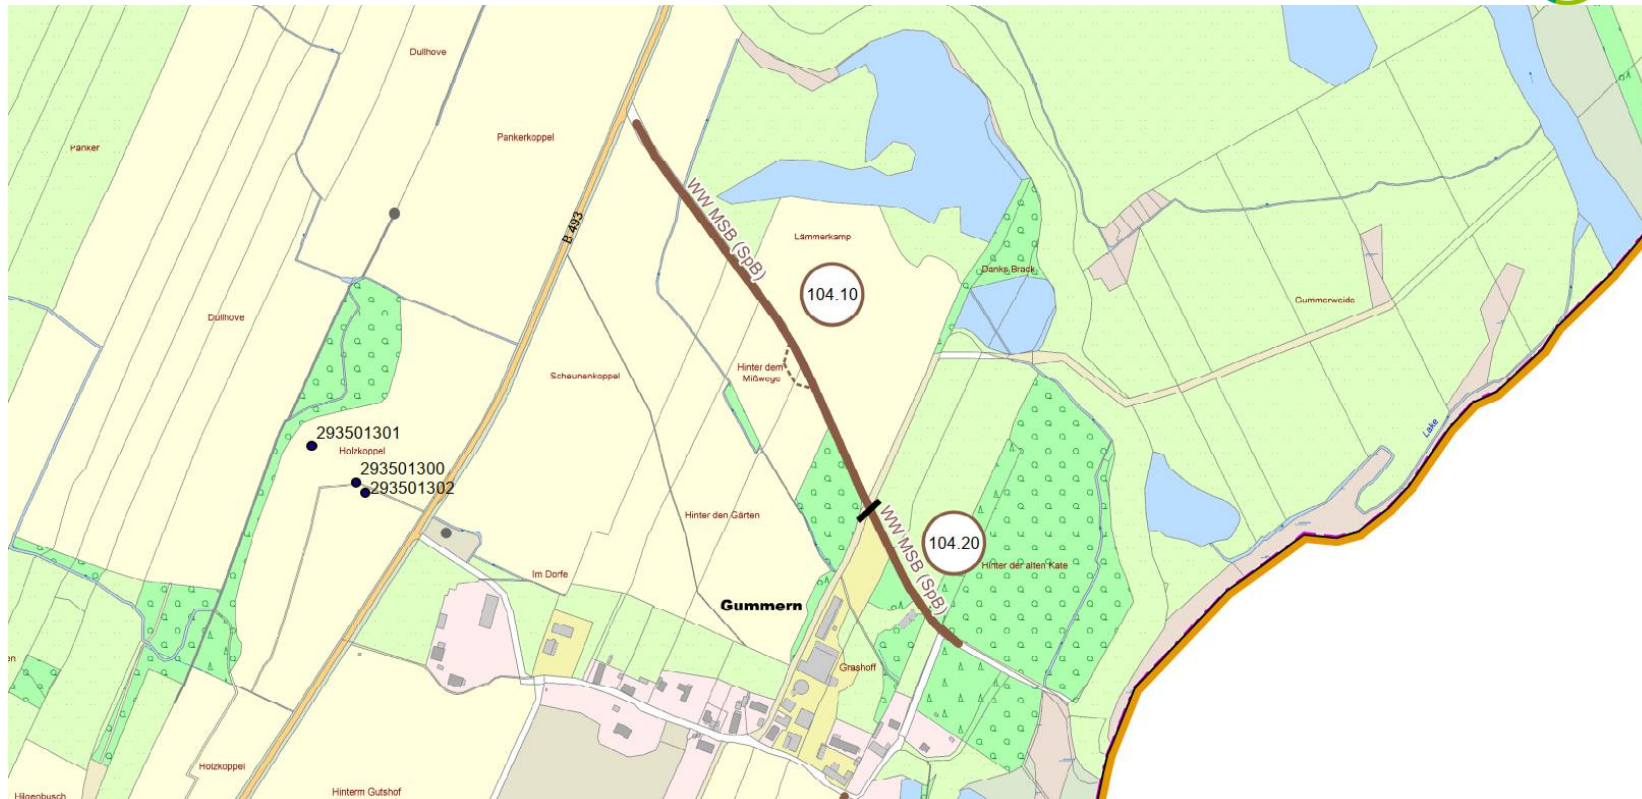 Dullhove
Pankerkoppel
Panker
B 493
WW MSB (SpB)
Lämmerkamp
104.10
Danks Brack
Gummerweide
Dullhove
Scheunenkoppel
Hinter dem
Mißwege
Lake
293501301
Holzkoppel
293501300
293501302
Hinter den Gärten
WW MSB (SpB)
104.20
Hinter der alten Kate
Im Dorfe
Gummern
Grashoff
Holzkoppel
Hinterm Gutshof
Hilgenbusch